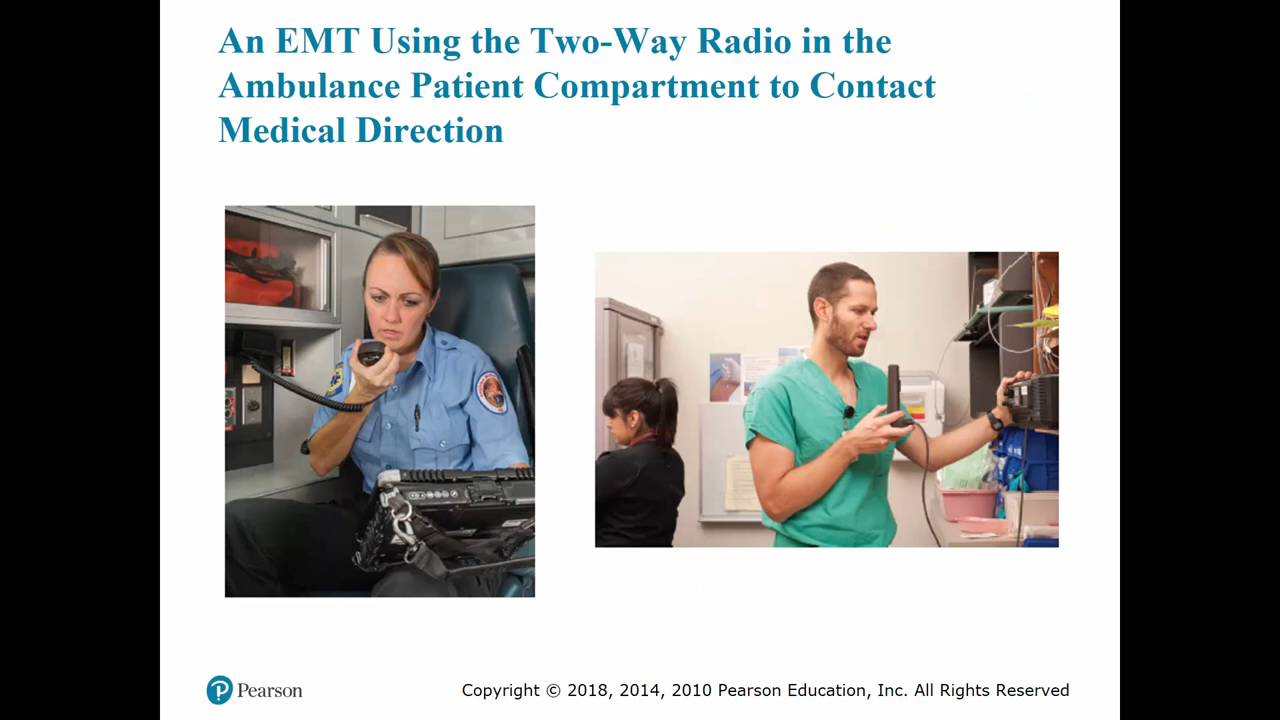 An EMT Using the Two-Way Radio in the
Ambulance Patient Compartment to Contact
Medical Direction
Pearson
Copyright © 2018, 2014, 2010 Pearson Education, Inc. All Rights Reserved